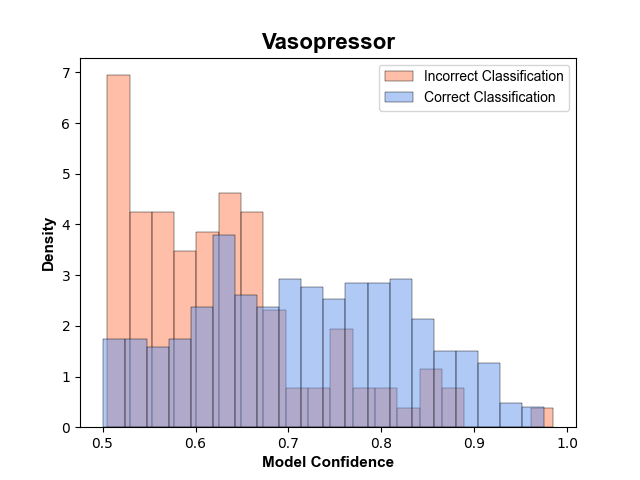 Vasopressor
Incorrect Classification
Correct Classification
Density
7
6
5
4
3
2
1
0
0.5 0.6 0.7 0.8 0.9 1.0
Model Confidence